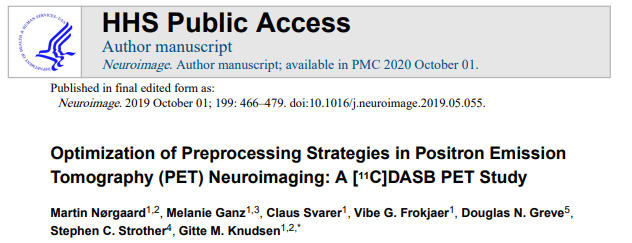 HHS Public Access
Author manuscript
Neuroimage. Author manuscript; available in PMC 2020 October 01.
Published in final edited form as:
Neuroimage. 2019 October 01; 199: 466–479. doi:10.1016/j.neuroimage.2019.05.055.
Optimization of Preprocessing Strategies in Positron Emission
Tomography (PET) Neuroimaging: A [¹¹C]DASB PET Study
Martin Nørgaard¹,², Melanie Ganz¹,³, Claus Svarer¹, Vibe G. Frokjaer¹, Douglas N. Greve⁵,
Stephen C. Strother⁴, Gitte M. Knudsen¹,²,*